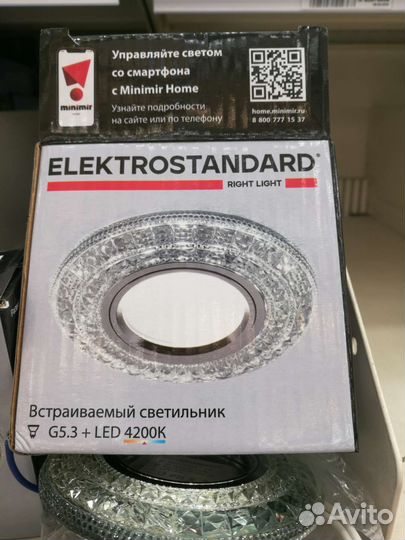 Управляйте светом
со смартфона
с Minimir Home
Узнайте подробности
на сайте или по телефону
minimir
home.minimir.ru
8 800 777 15 37
ELEKTROSTANDARD®
RIGHT LIGHT
Встраиваемый светильник
G5.3 + LED 4200K
Avito